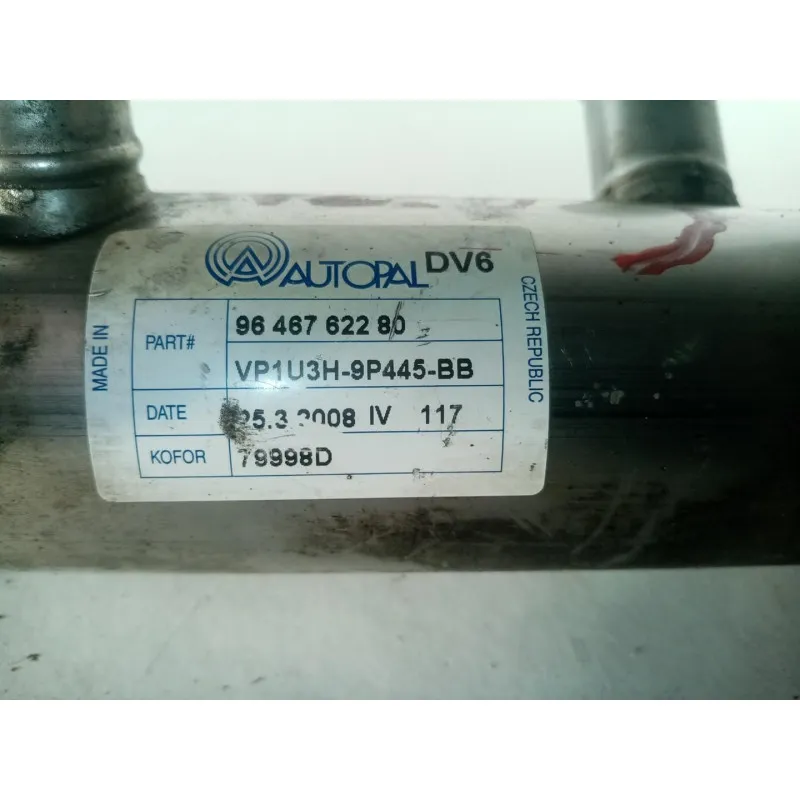 AUTOPAL DV6
MADE IN
CZECH REPUBLIC
PART# 96 467 622 80
VP1U3H-9P445-BB
DATE 25.3.2008 IV 117
KOFOR 79998D